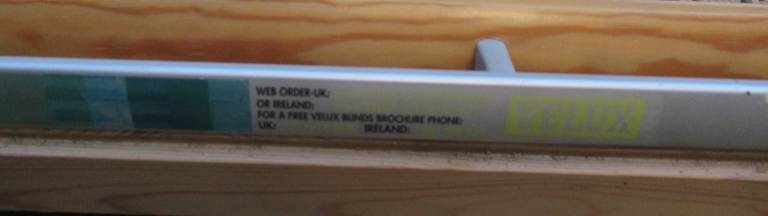 WEB ORDER-UK:
OR IRELAND:
FOR A FREE VELUX BLINDS BROCHURE PHONE:
UK: IRELAND:
VELUX